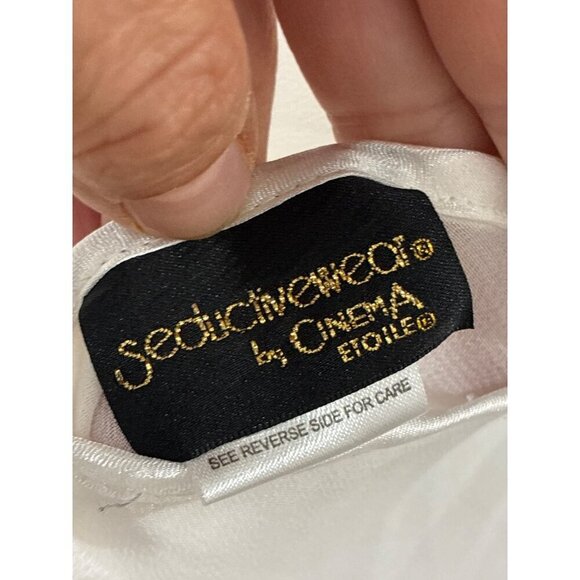 Seductivewear®
by CINEMA
ETOILE®
SEE REVERSE SIDE FOR CARE